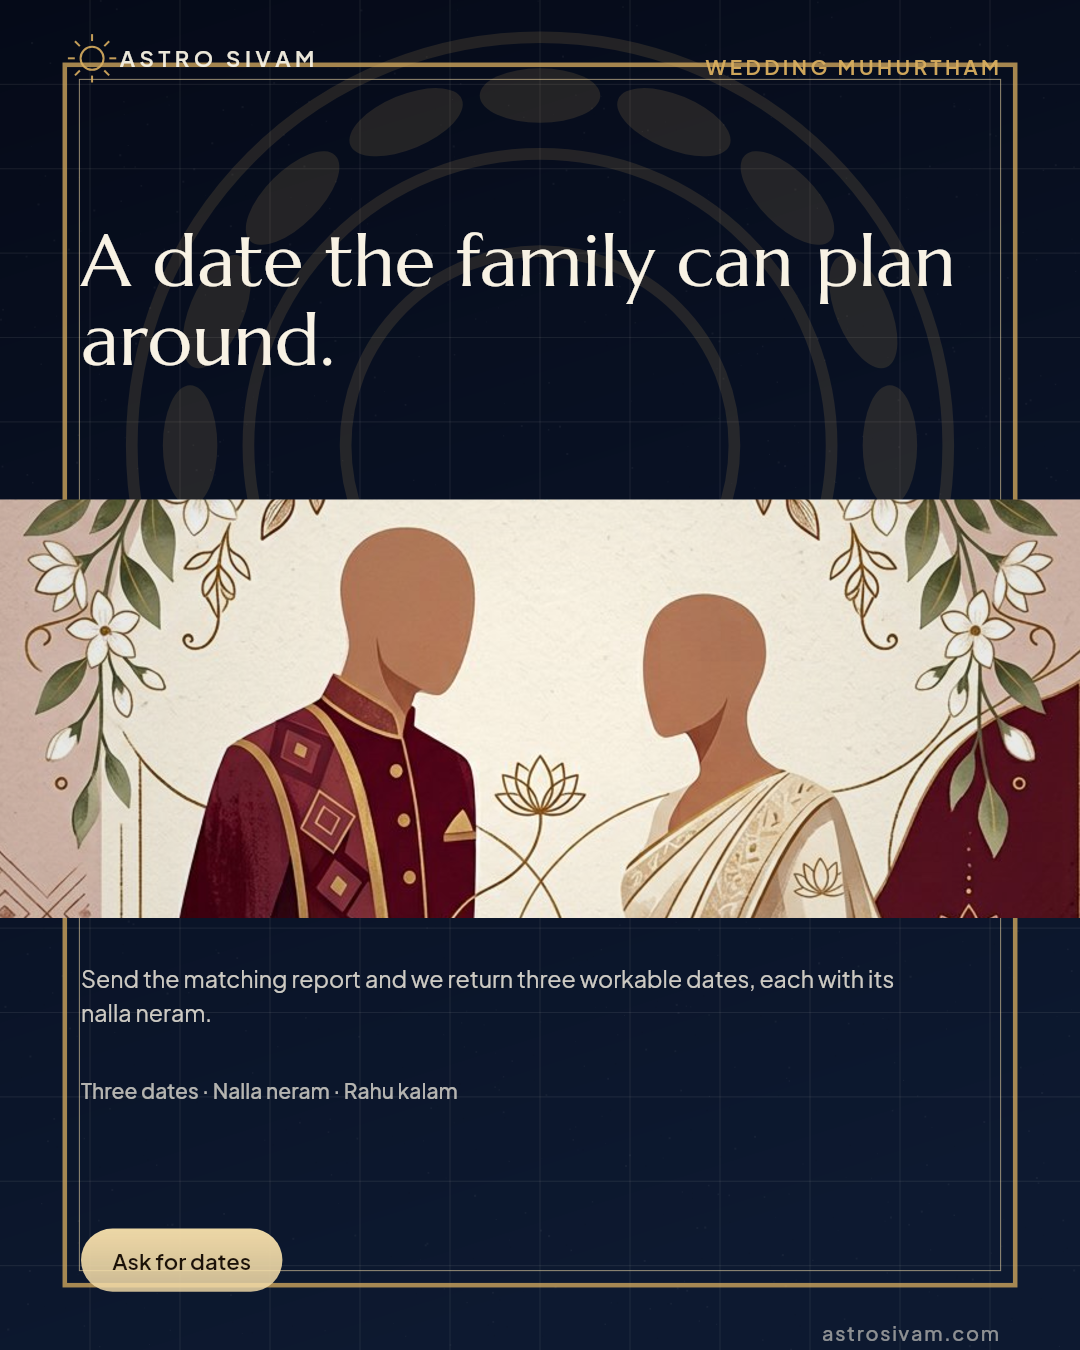 ASTRO SIVAM
WEDDING MUHURTHAM
A date the family can plan
around.
Send the matching report and we return three workable dates, each with its
nalla neram.
Three dates · Nalla neram · Rahu kalam
Ask for dates
astrosivam.com